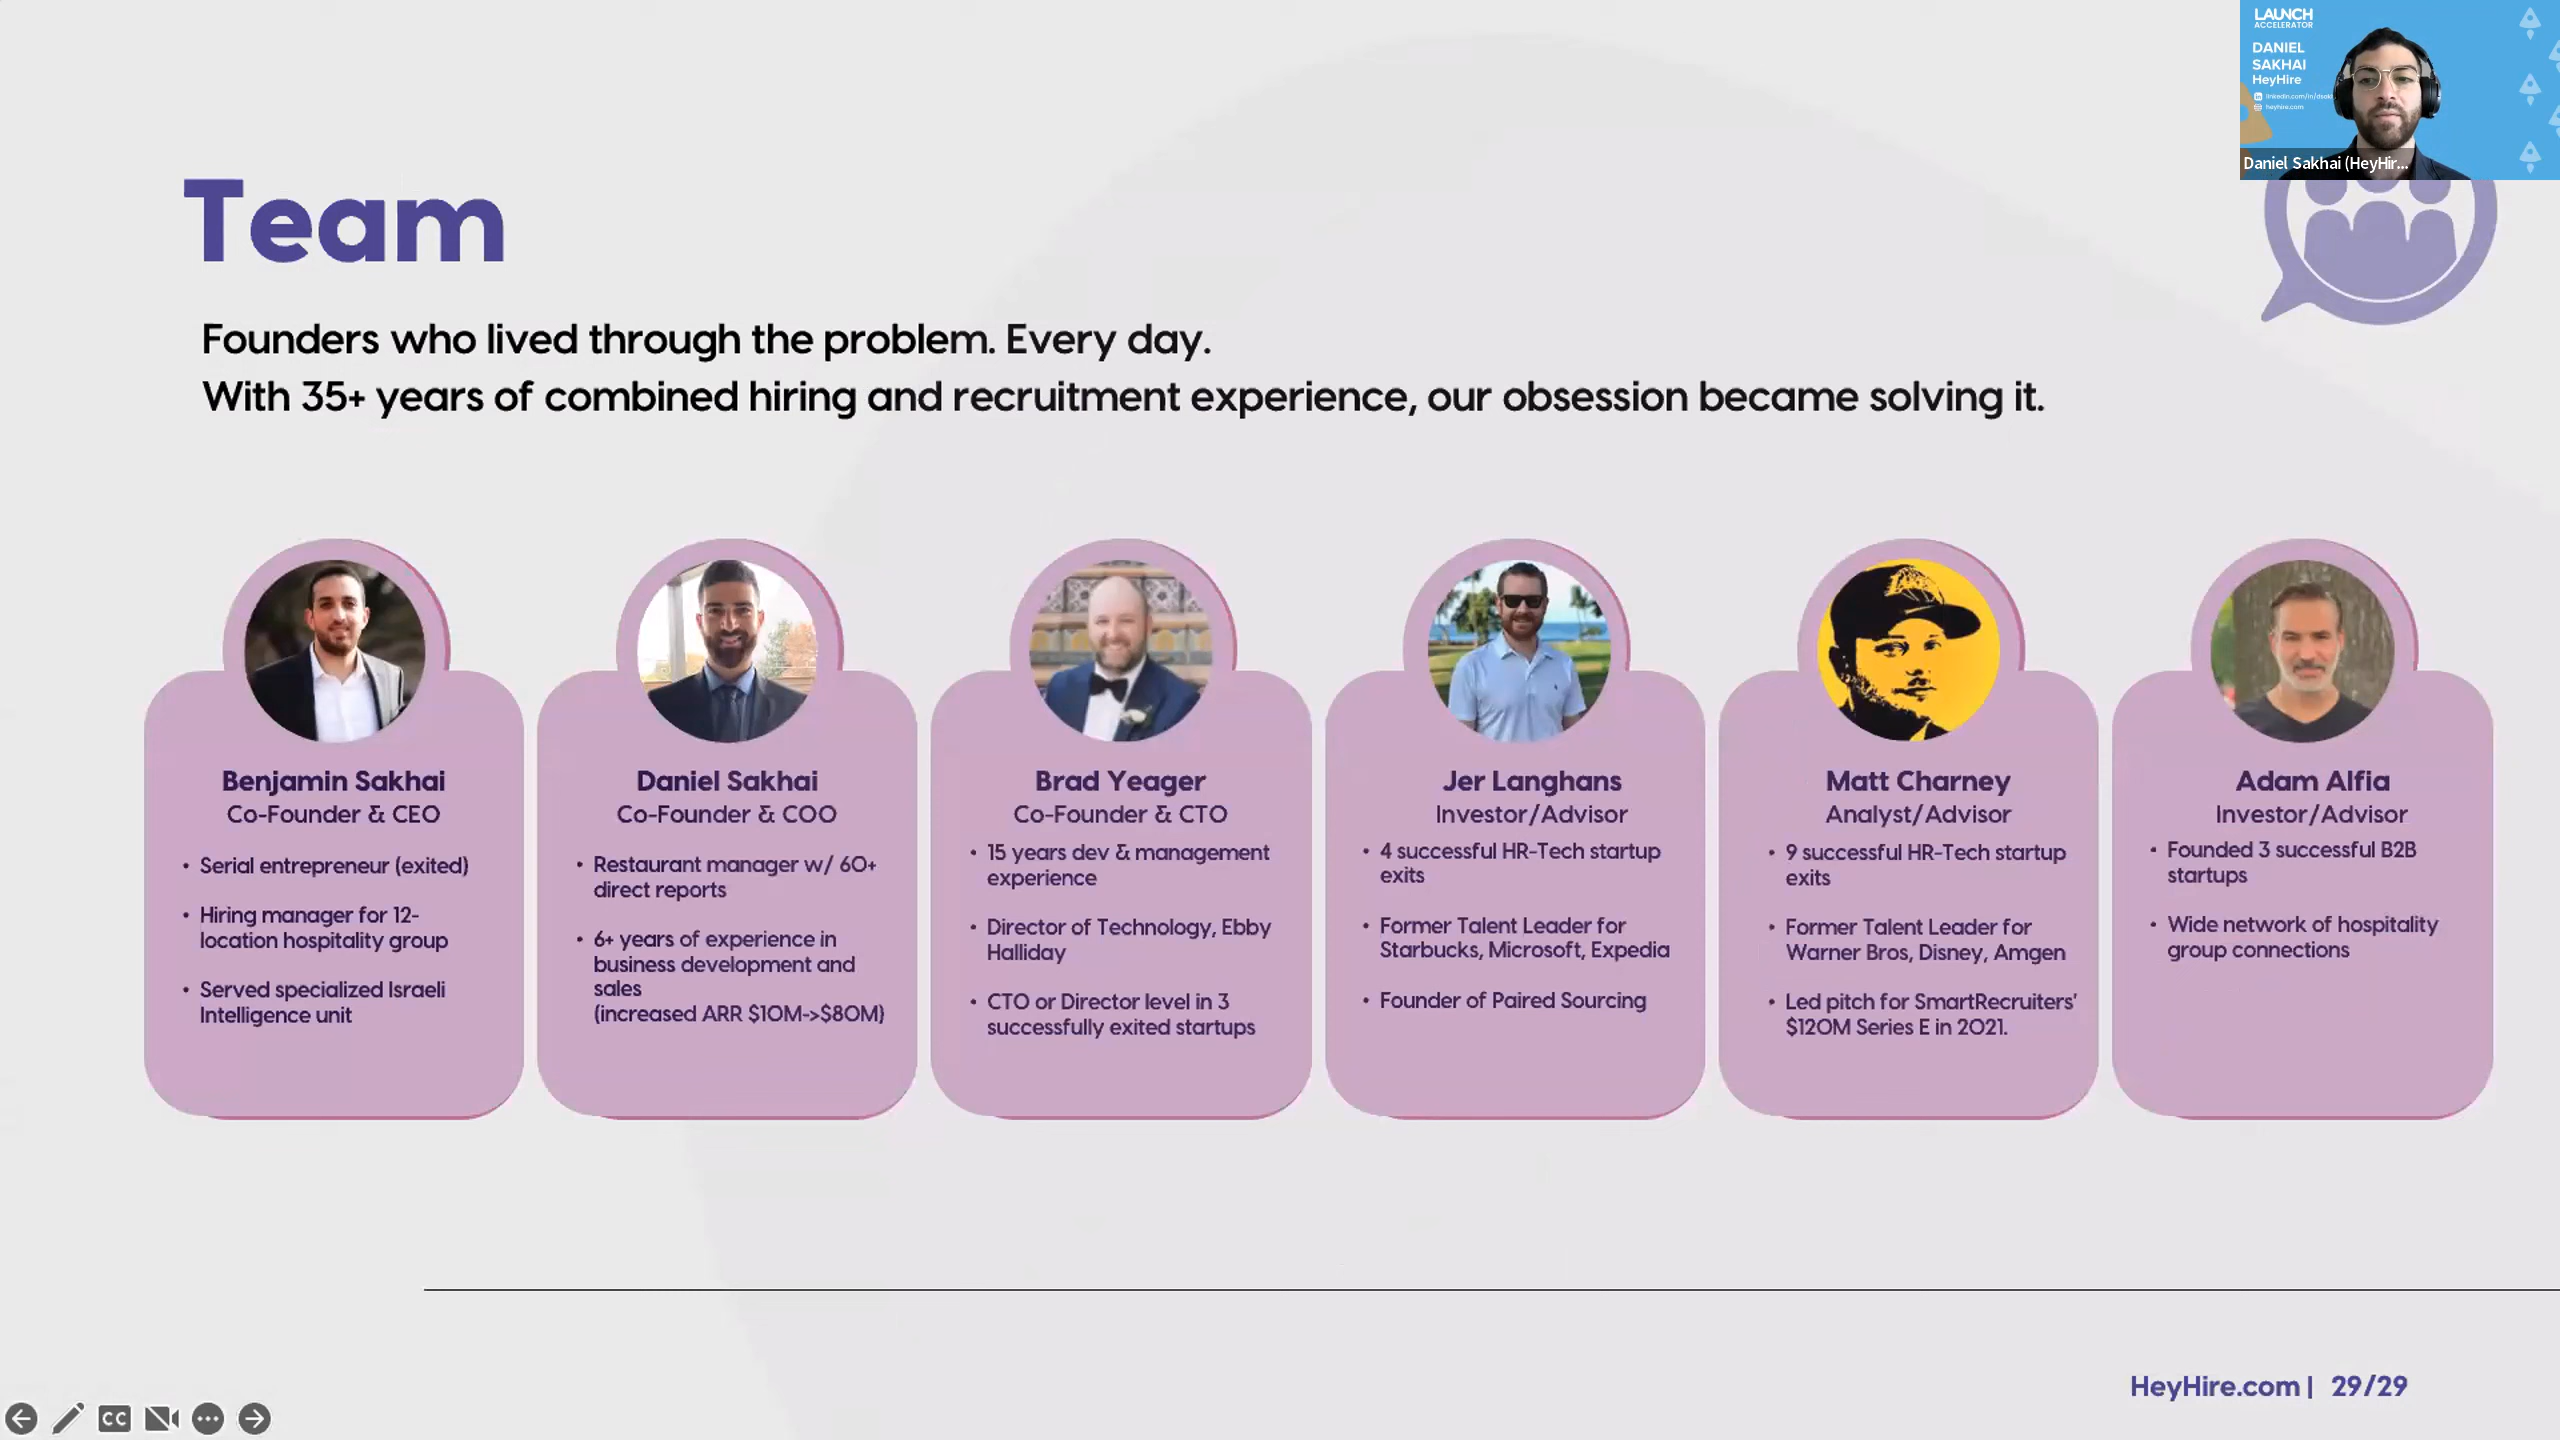 LAUNCH
ACCELERATOR
DANIEL
SAKHAI
HeyHire
heyhire.com
Daniel Sakhai (HeyHir...
Team
Founders who lived through the problem. Every day.
With 35+ years of combined hiring and recruitment experience, our obsession became solving it.
Benjamin Sakhai
Co-Founder & CEO
• Serial entrepreneur (exited)
• Hiring manager for 12-
location hospitality group
• Served specialized Israeli
Intelligence unit
Daniel Sakhai
Co-Founder & COO
• Restaurant manager w/ 60+
direct reports
• 6+ years of experience in
business development and
sales
(increased ARR $10M->$80M)
Brad Yeager
Co-Founder & CTO
• 15 years dev & management
experience
• Director of Technology, Ebby
Halliday
• CTO or Director level in 3
successfully exited startups
Jer Langhans
Investor/Advisor
• 4 successful HR-Tech startup
exits
• Former Talent Leader for
Starbucks, Microsoft, Expedia
• Founder of Paired Sourcing
Matt Charney
Analyst/Advisor
• 9 successful HR-Tech startup
exits
• Former Talent Leader for
Warner Bros, Disney, Amgen
• Led pitch for SmartRecruiters'
$120M Series E in 2021.
Adam Alfia
Investor/Advisor
• Founded 3 successful B2B
startups
• Wide network of hospitality
group connections
CC
HeyHire.com | 29/29